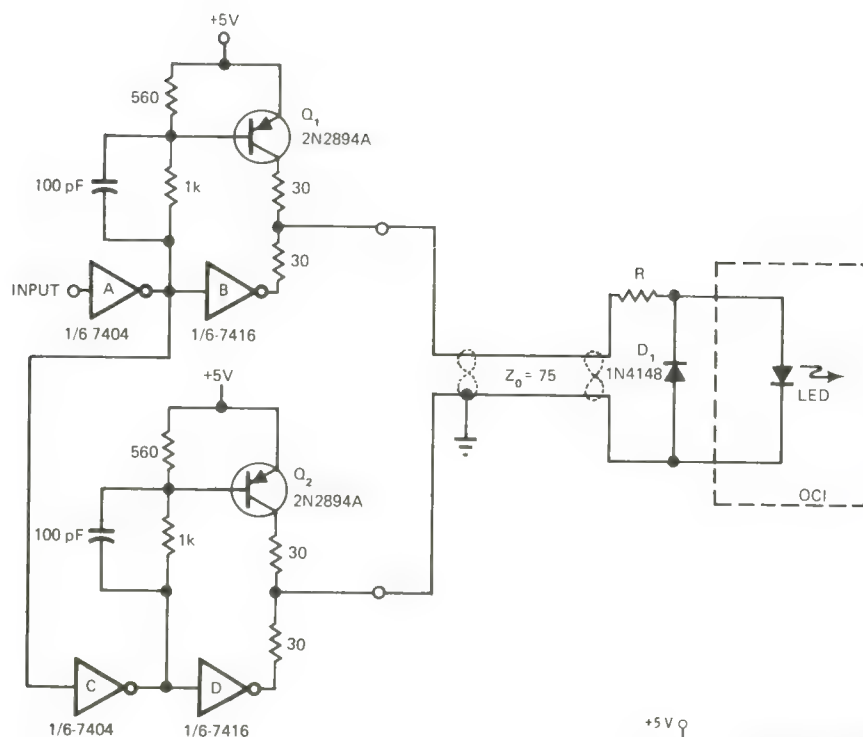 +5V
560
Q1
2N2894A
100 pF
1k
30
30
INPUT
A
B
1/6 7404
1/6-7416
R
D1
1N4148
Z0 = 75
LED
OCI
+5V
560
Q2
2N2894A
100 pF
1k
30
30
C
D
1/6-7404
1/6-7416
+5V